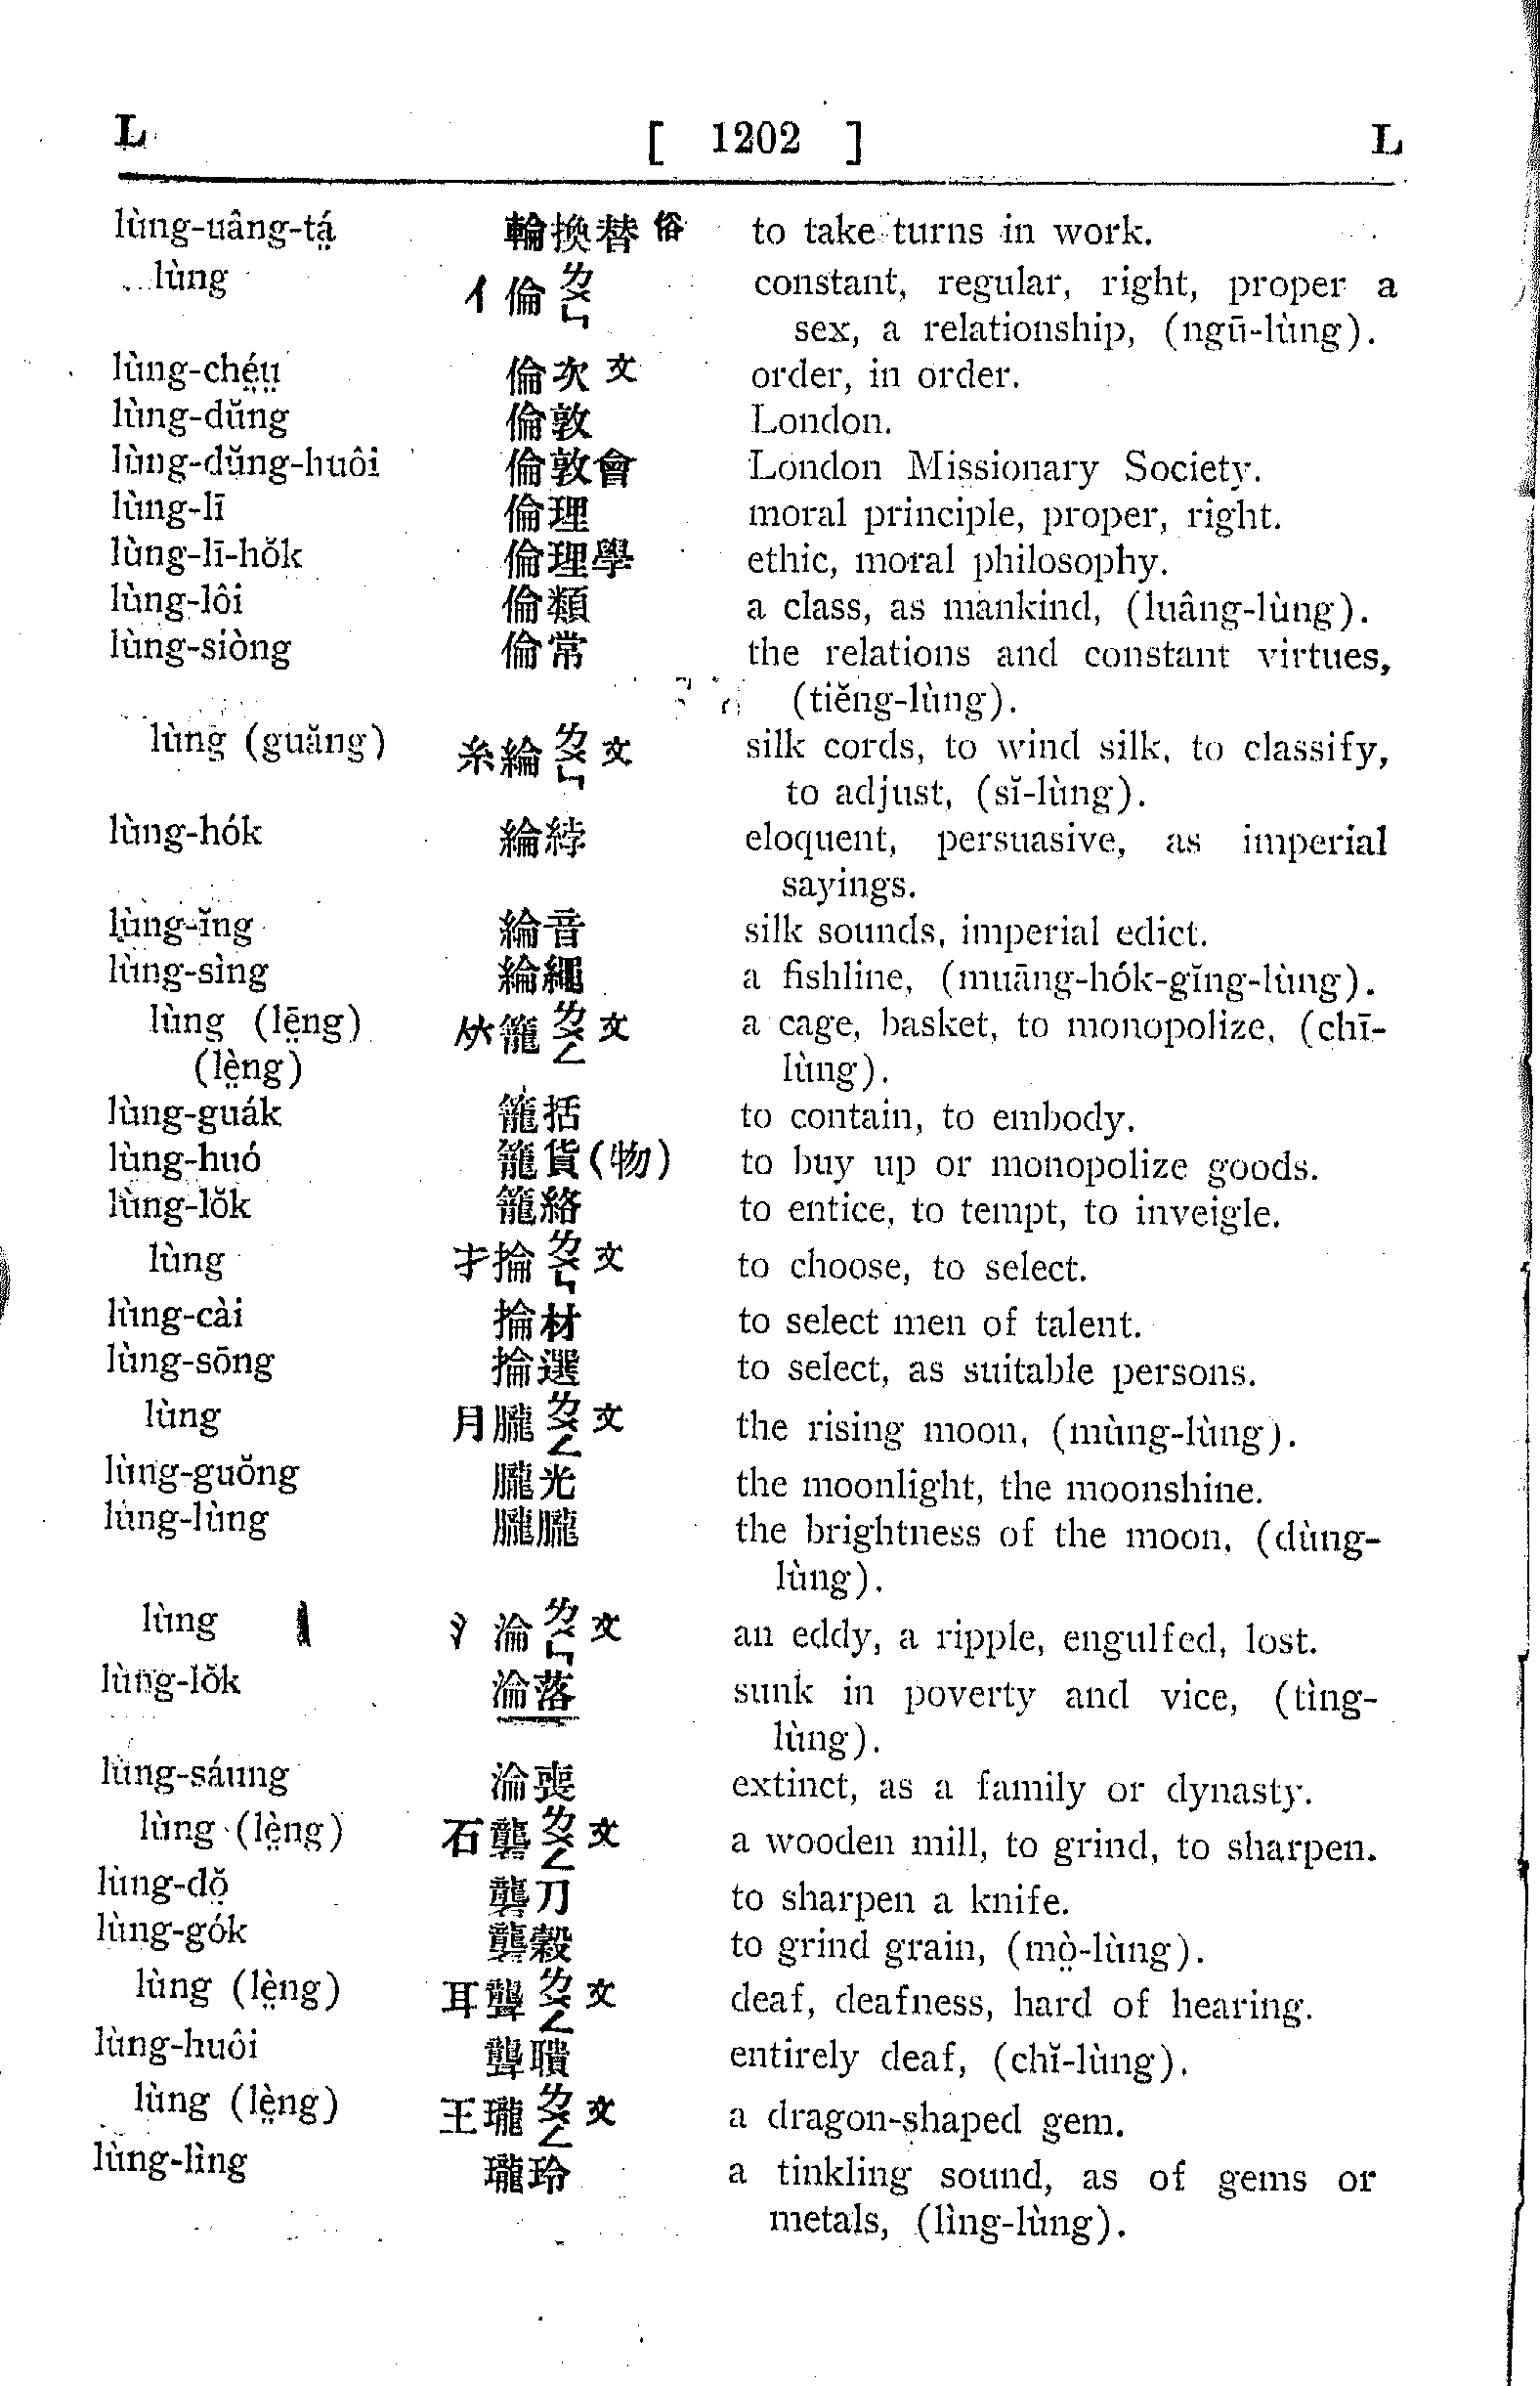 L [ 1202 ] L
lùng-uâng-tá̤ 輪換替 俗 to take turns in work.
lùng 亻倫 ㄌㄨㄣ constant, regular, right, proper a
sex, a relationship, (ngū-lùng).
lùng-ché̤ṳ 倫次 文 order, in order.
lùng-dŭng 倫敦 London.
lùng-dŭng-huôi 倫敦會 London Missionary Society.
lùng-lī 倫理 moral principle, proper, right.
lùng-lī-hŏk 倫理學 ethic, moral philosophy.
lùng-lôi 倫類 a class, as mankind, (luâng-lùng).
lùng-siòng 倫常 the relations and constant virtues,
(tiĕng-lùng).
lùng (guăng) 糸綸 ㄌㄨㄣ 文 silk cords, to wind silk, to classify,
to adjust, (sĭ-lùng).
lùng-hók 綸綍 eloquent, persuasive, as imperial
sayings.
lùng-ĭng 綸音 silk sounds, imperial edict.
lùng-sìng 綸繩 a fishline, (muāng-hók-gĭng-lùng).
lùng (lē̤ng) 竹籠 ㄌㄨㄥ 文 a cage, basket, to monopolize, (chī-
(lè̤ng) lùng).
lùng-guák 籠括 to contain, to embody.
lùng-huó 籠貨(物) to buy up or monopolize goods.
lùng-lŏk 籠絡 to entice, to tempt, to inveigle.
lùng 才掄 ㄌㄨㄣ 文 to choose, to select.
lùng-cài 掄材 to select men of talent.
lùng-sōng 掄選 to select, as suitable persons.
lùng 月朧 ㄌㄨㄥ 文 the rising moon, (mùng-lùng).
lùng-guŏng 朧光 the moonlight, the moonshine.
lùng-lùng 朧朧 the brightness of the moon, (dùng-
lùng).
lùng 氵淪 ㄌㄨㄣ 文 an eddy, a ripple, engulfed, lost.
lùng-lŏk 淪落 sunk in poverty and vice, (tìng-
lùng).
lùng-sáung 淪喪 extinct, as a family or dynasty.
lùng (lè̤ng) 石礱 ㄌㄨㄥ 文 a wooden mill, to grind, to sharpen.
lùng-dŏ̤ 礱刀 to sharpen a knife.
lùng-gók 礱穀 to grind grain, (mò̤-lùng).
lùng (lè̤ng) 耳聾 ㄌㄨㄥ 文 deaf, deafness, hard of hearing.
lùng-huôi 聾聵 entirely deaf, (chĭ-lùng).
lùng (lè̤ng) 王瓏 ㄌㄨㄥ 文 a dragon-shaped gem.
lùng-lìng 瓏玲 a tinkling sound, as of gems or
metals, (lìng-lùng).